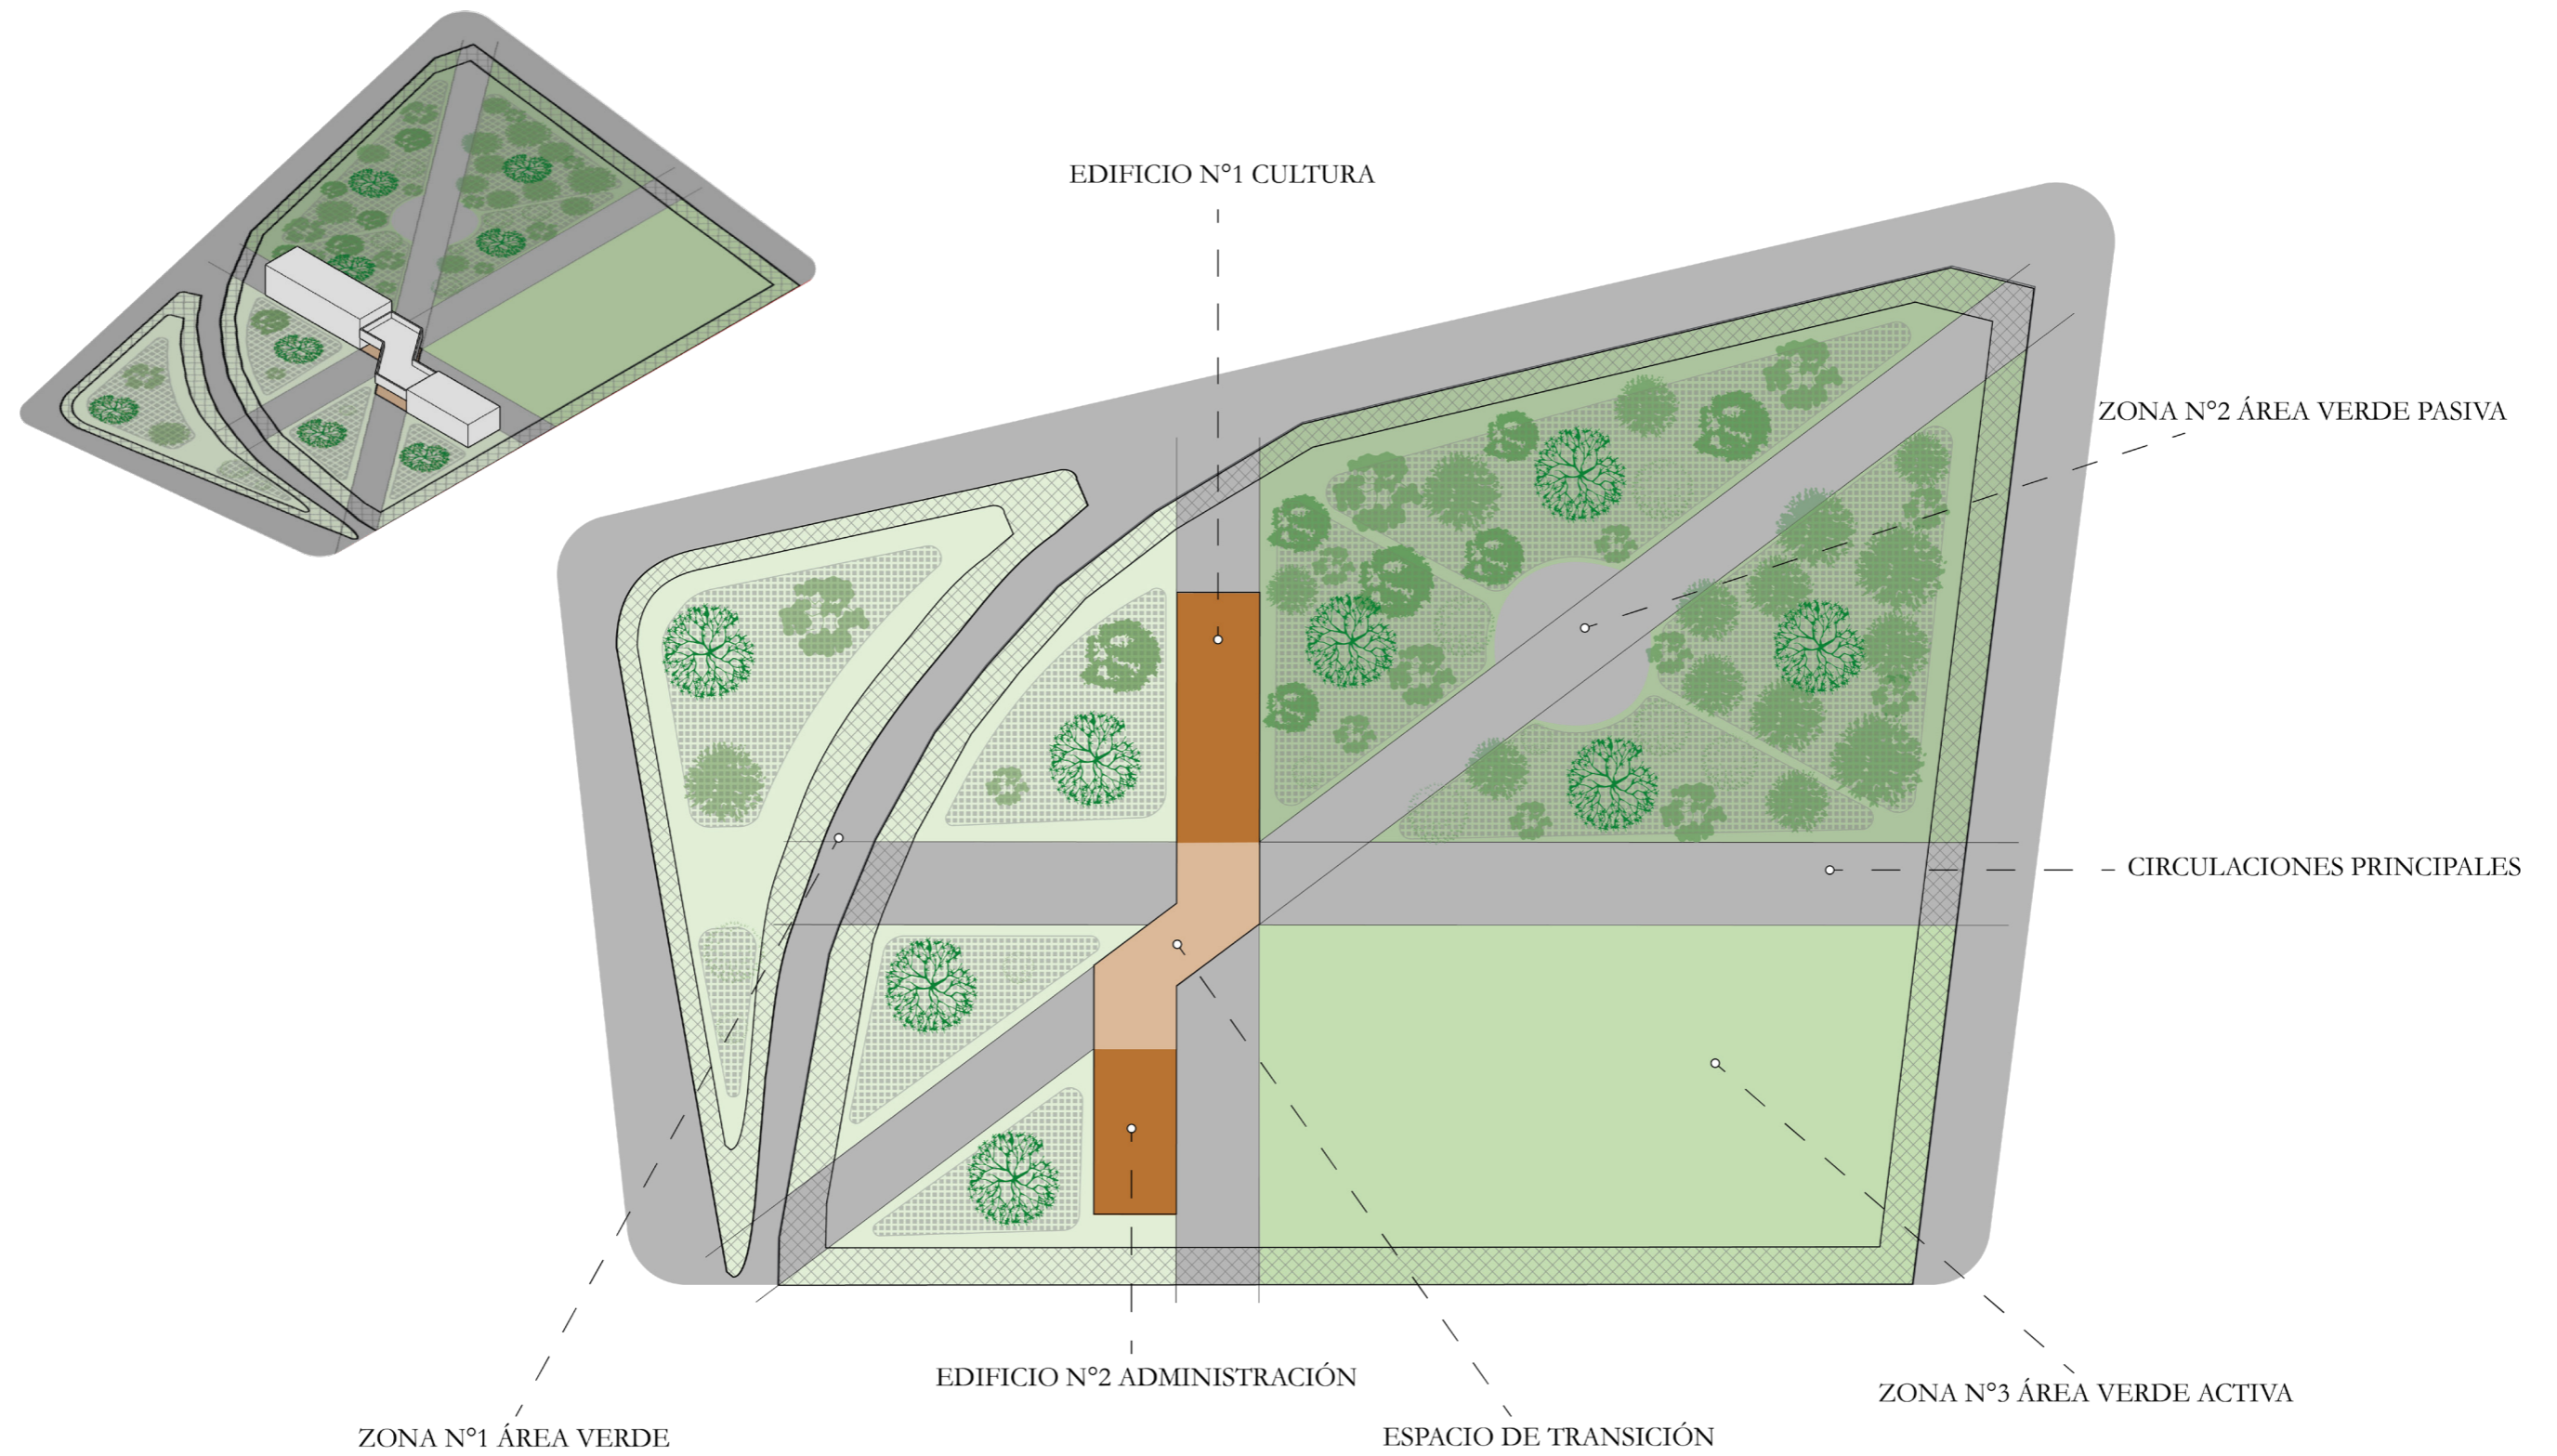 EDIFICIO N°1 CULTURA
ZONA N°2 ÁREA VERDE PASIVA
CIRCULACIONES PRINCIPALES
EDIFICIO N°2 ADMINISTRACIÓN
ZONA N°3 ÁREA VERDE ACTIVA
ZONA N°1 ÁREA VERDE
ESPACIO DE TRANSICIÓN